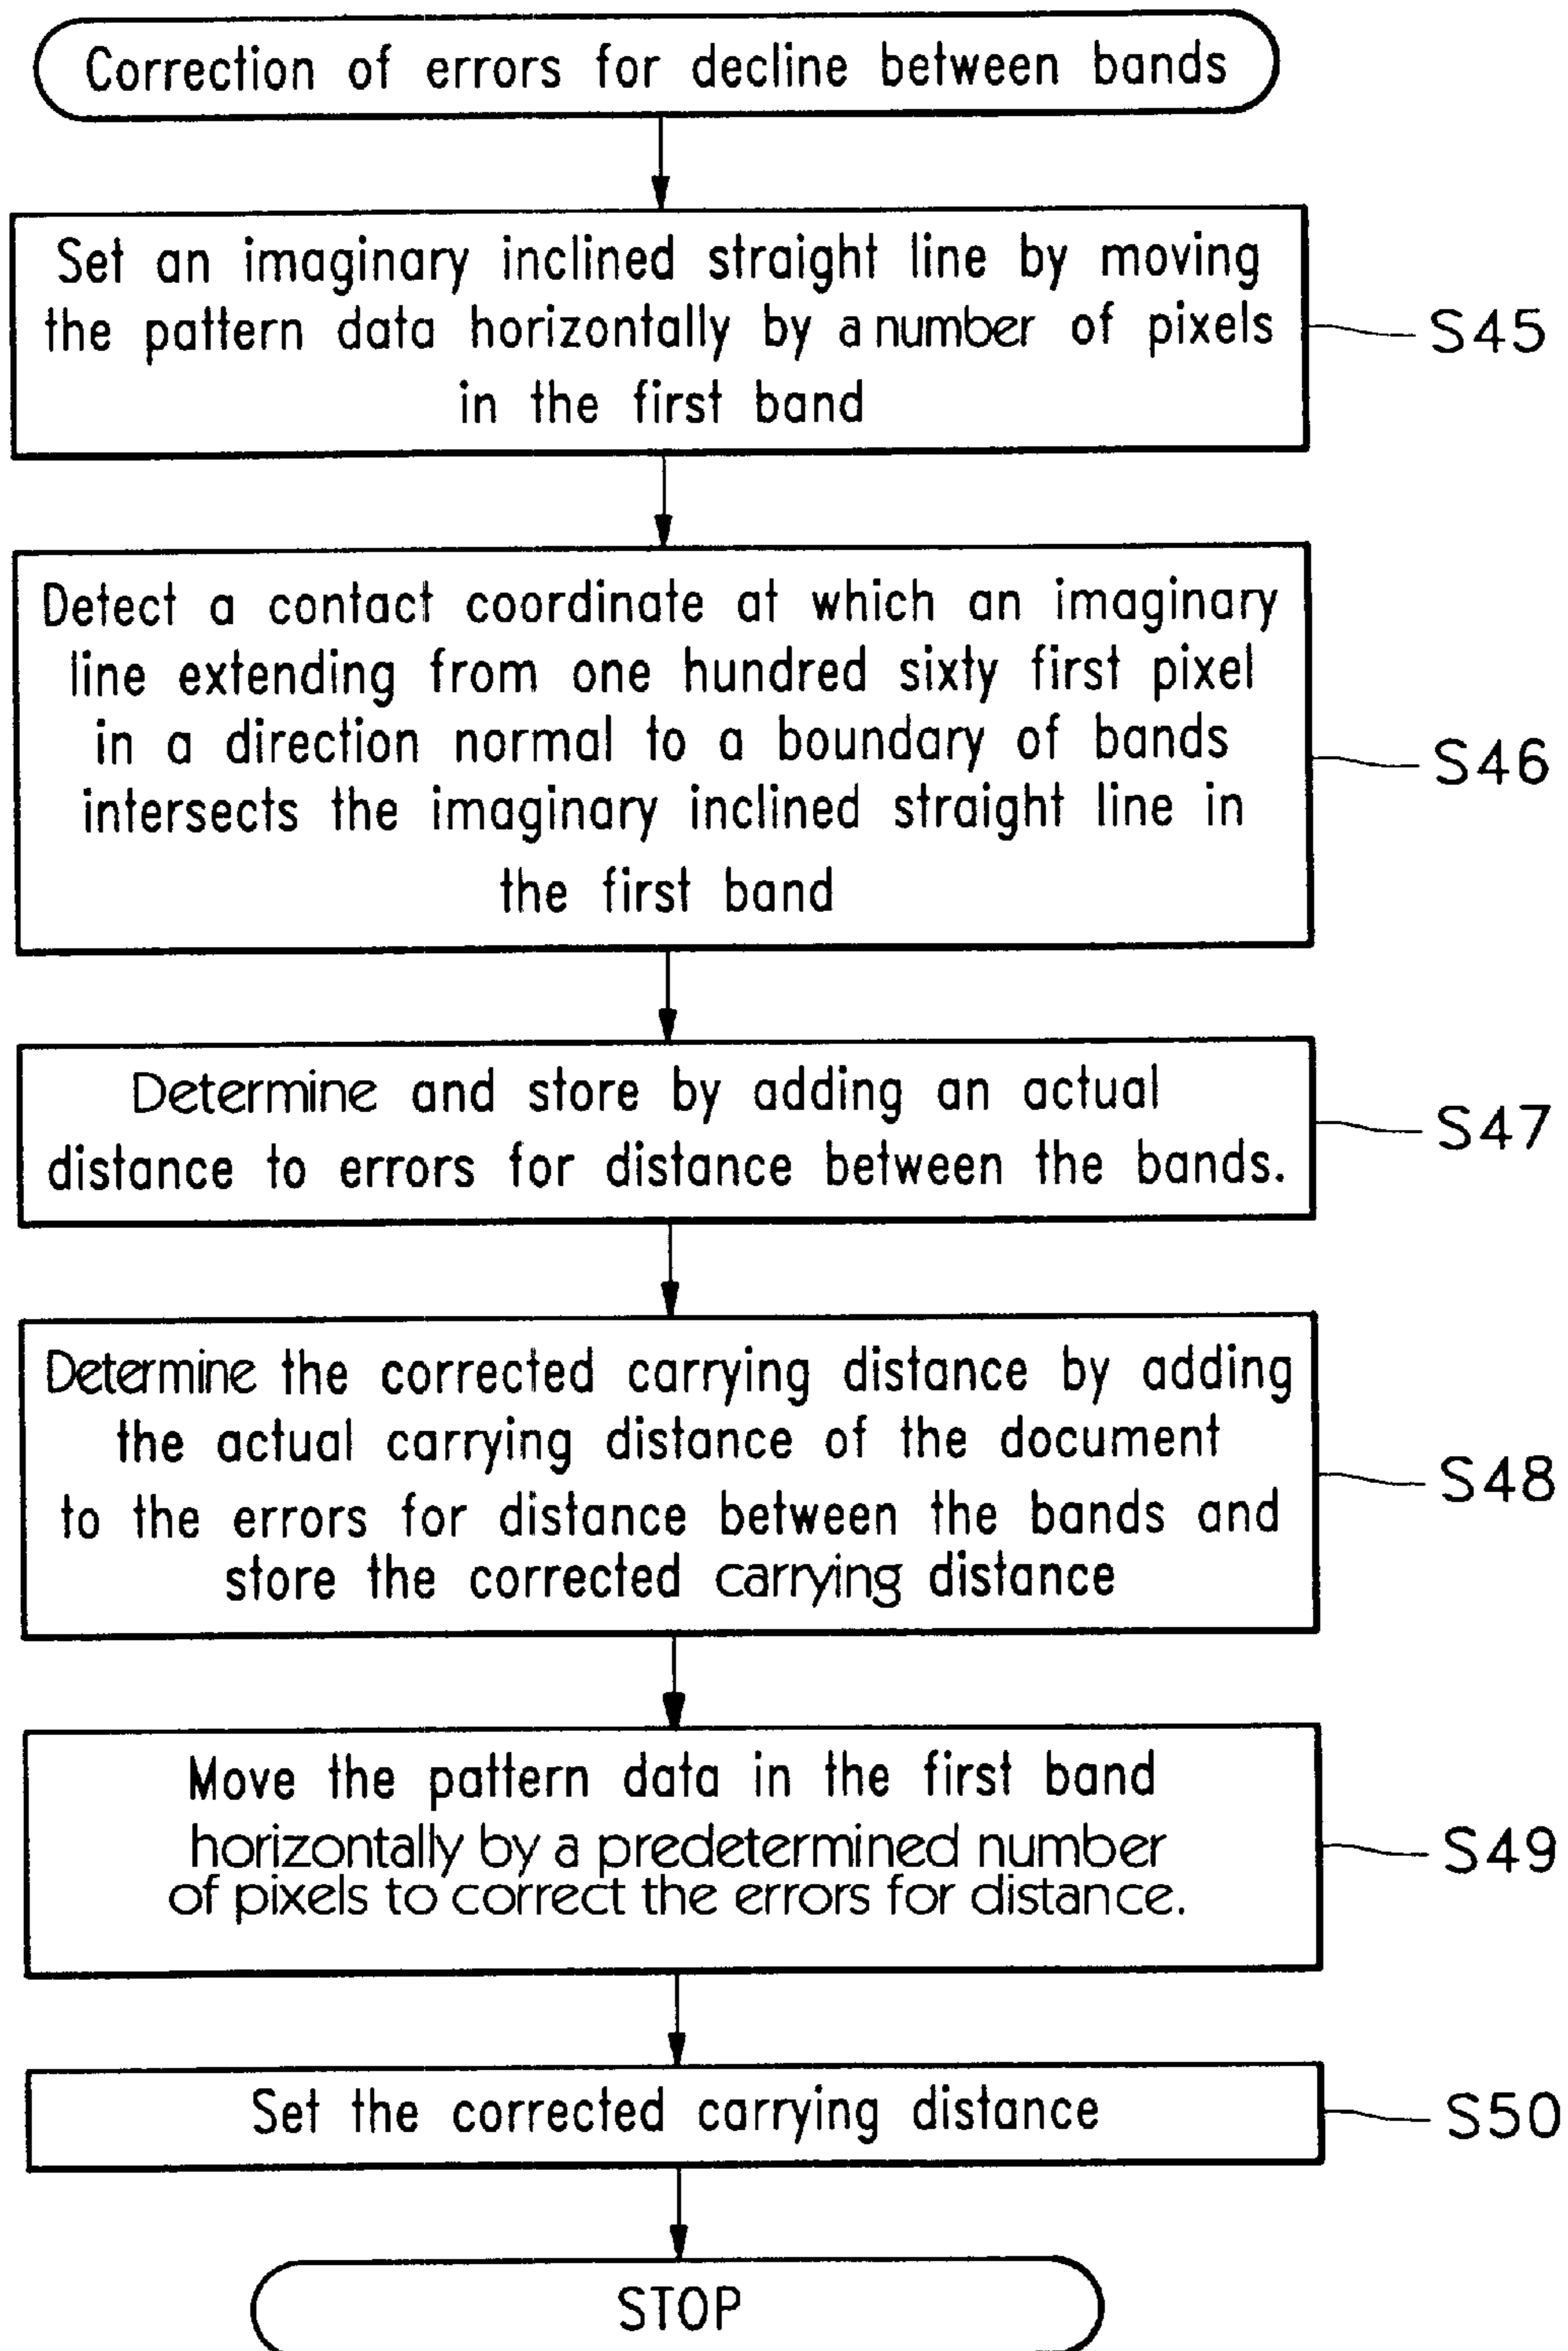 Correction of errors for decline between bands
Set an imaginary inclined straight line by moving
the pattern data horizontally by a number of pixels
in the first band
S45
Detect a contact coordinate at which an imaginary
line extending from one hundred sixty first pixel
in a direction normal to a boundary of bands
intersects the imaginary inclined straight line in
the first band
S46
Determine and store by adding an actual
distance to errors for distance between the bands.
S47
Determine the corrected carrying distance by adding
the actual carrying distance of the document
to the errors for distance between the bands and
store the corrected carrying distance
S48
Move the pattern data in the first band
horizontally by a predetermined number
of pixels to correct the errors for distance.
S49
Set the corrected carrying distance
S50
STOP